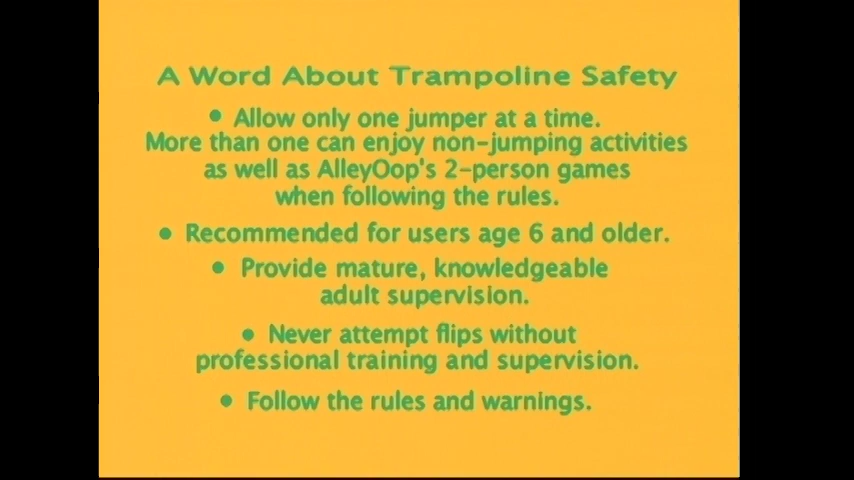 A Word About Trampoline Safety
• Allow only one jumper at a time.
More than one can enjoy non-jumping activities
as well as AlleyOop's 2-person games
when following the rules.
• Recommended for users age 6 and older.
• Provide mature, knowledgeable
adult supervision.
• Never attempt flips without
professional training and supervision.
• Follow the rules and warnings.